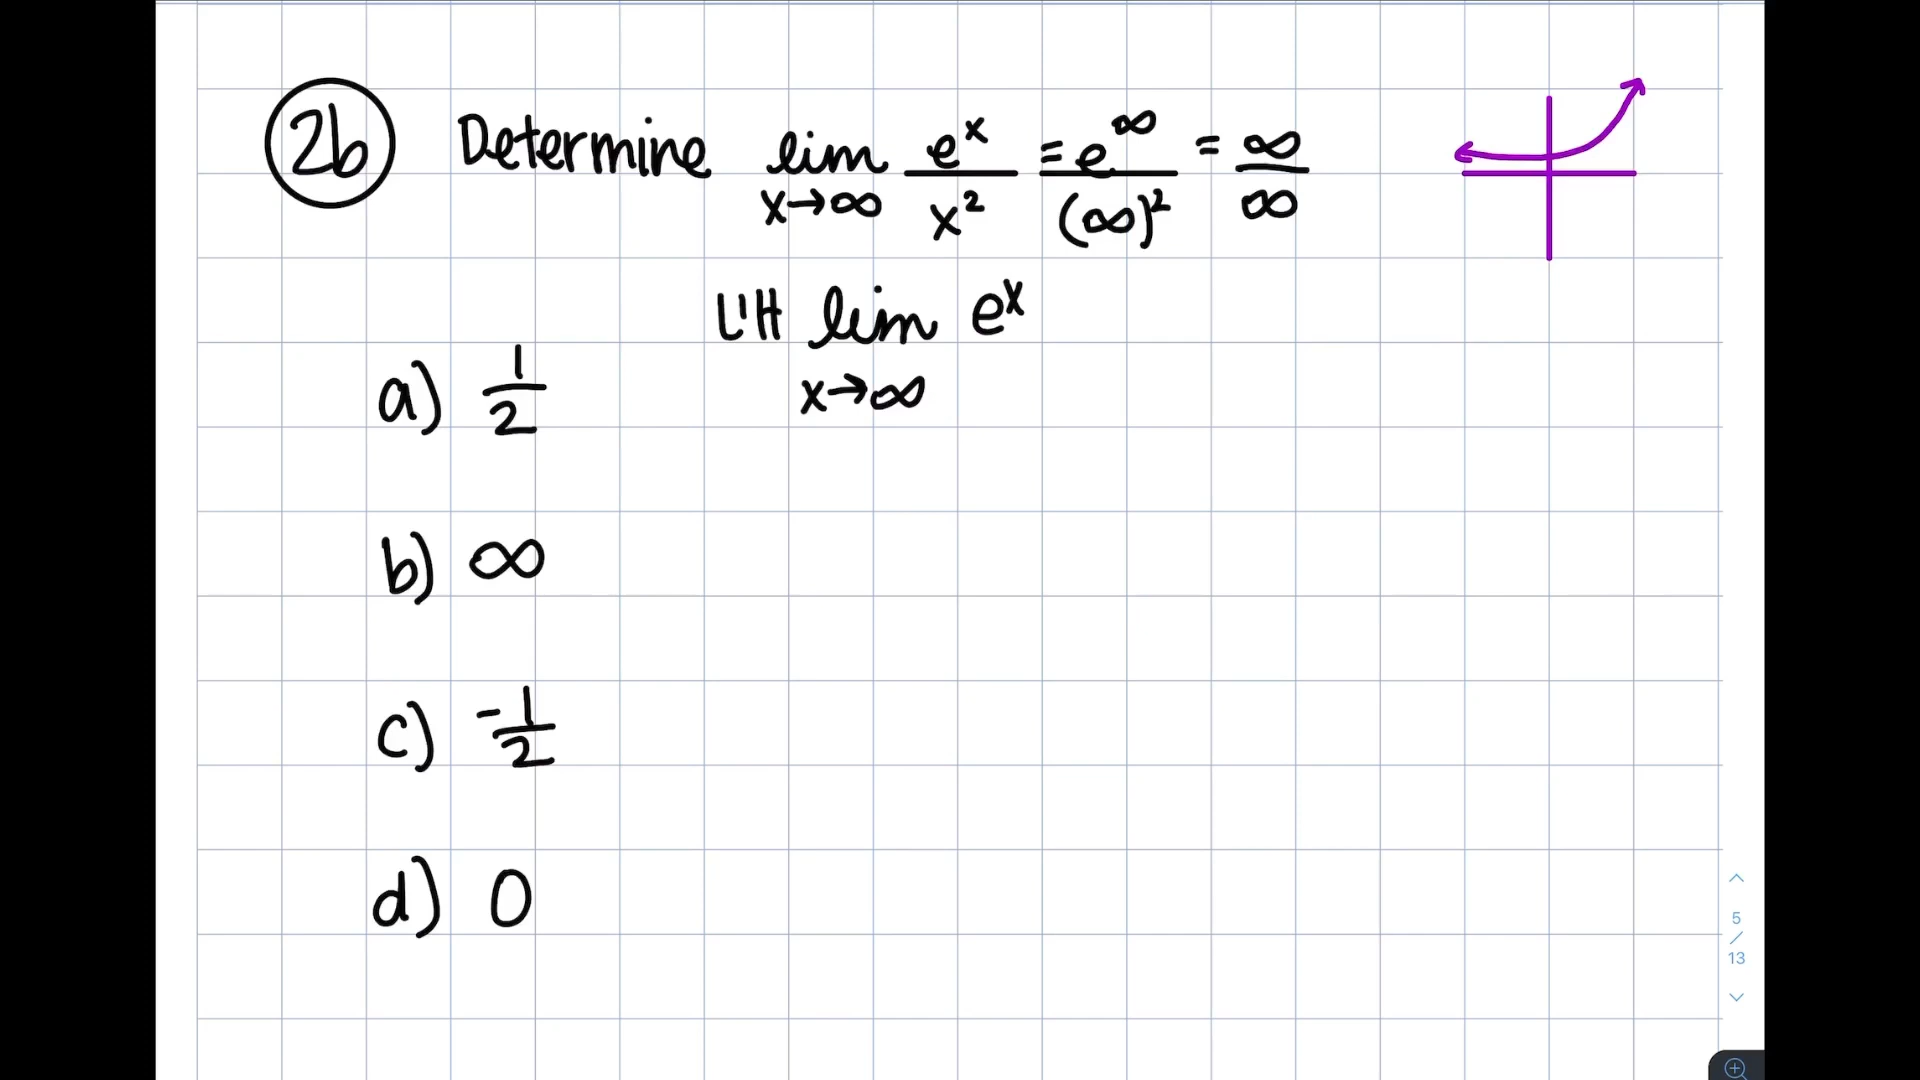 2b Determine lim x→∞ e^x / x² = e^∞ / (∞)² = ∞ / ∞
L'H lim x→∞ e^x
a) 1/2
b) ∞
c) -1/2
d) 0
5 / 13